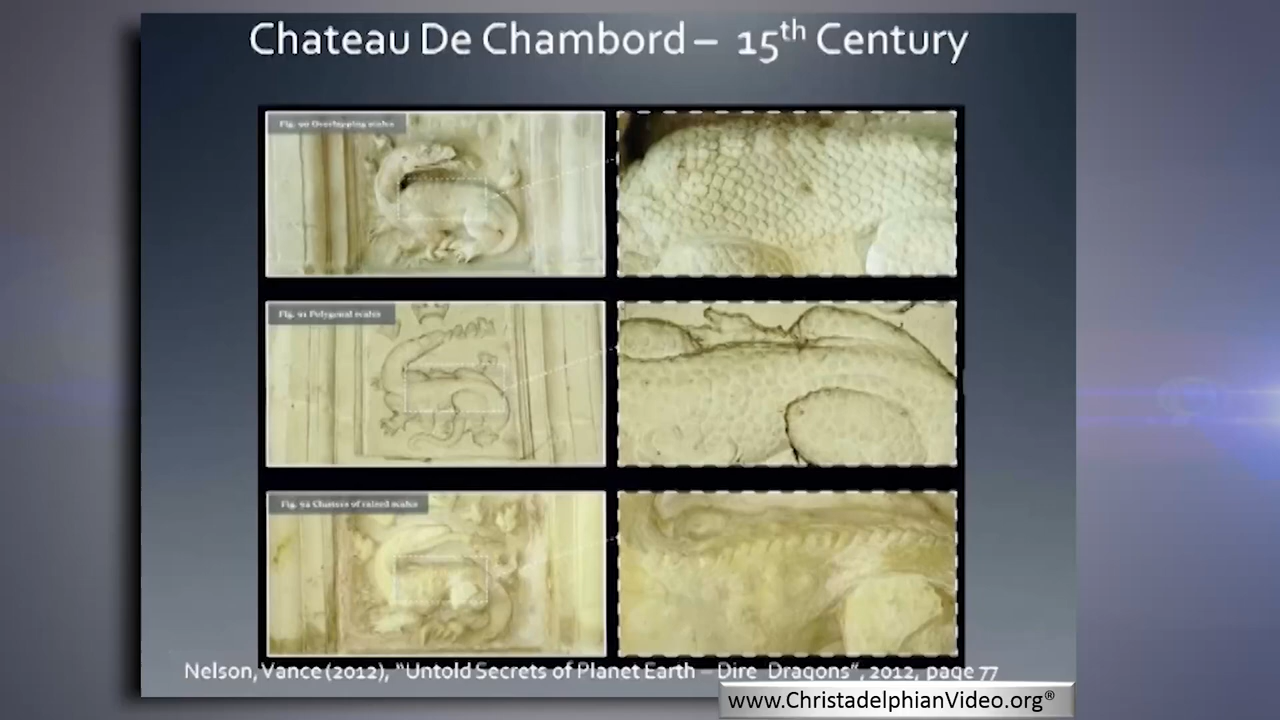 Chateau De Chambord – 15th Century
Fig. 90 Overlapping scales
Fig. 91 Polygonal scales
Fig. 92 Clusters of raised scales
Nelson, Vance (2012), "Untold Secrets of Planet Earth – Dire Dragons", 2012, page 77
www.ChristadelphianVideo.org®